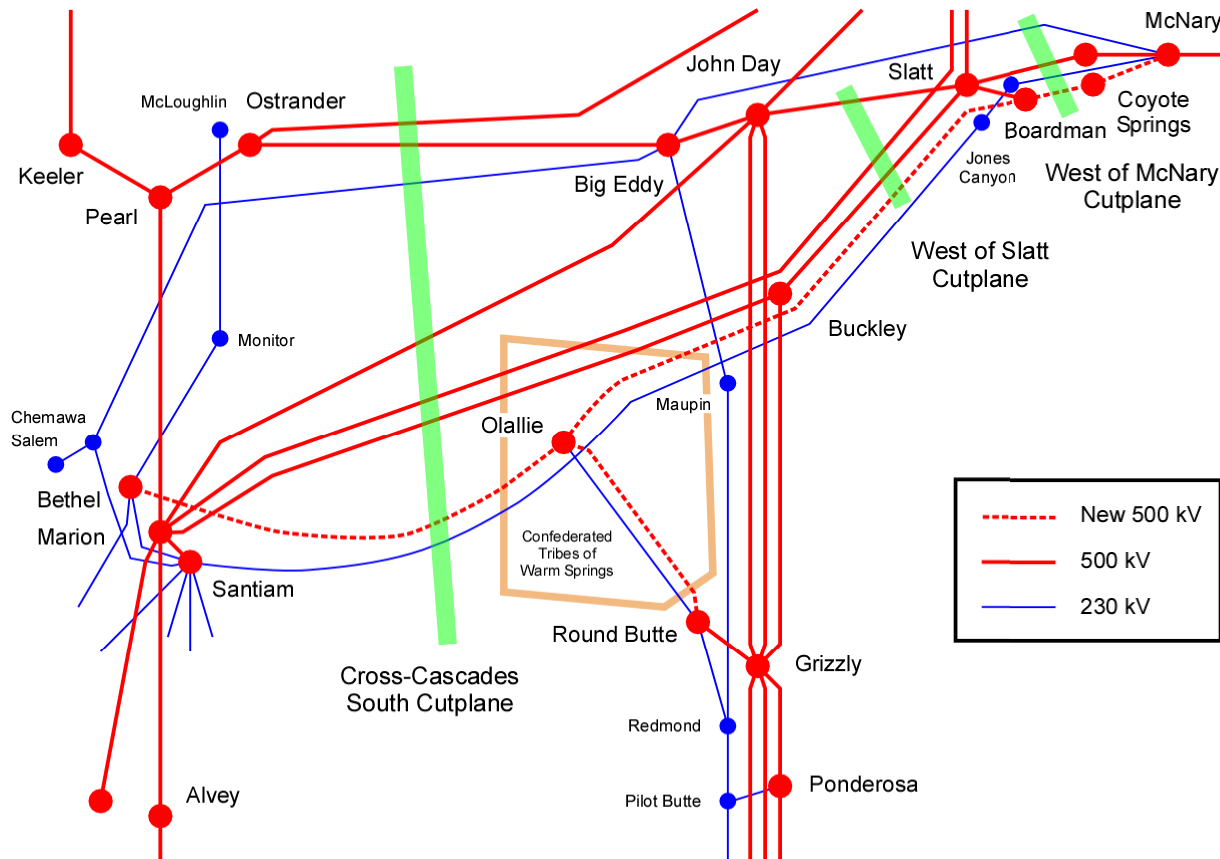 McNary
John Day
Slatt
McLoughlin
Ostrander
Coyote
Springs
Boardman
Jones
Canyon
Keeler
Big Eddy
West of McNary
Cutplane
Pearl
West of Slatt
Cutplane
Buckley
Monitor
Maupin
Chemawa
Salem
Olallie
Bethel
Marion
New 500 kV
500 kV
230 kV
Confederated
Tribes of
Warm Springs
Santiam
Round Butte
Grizzly
Cross-Cascades
South Cutplane
Redmond
Alvey
Ponderosa
Pilot Butte